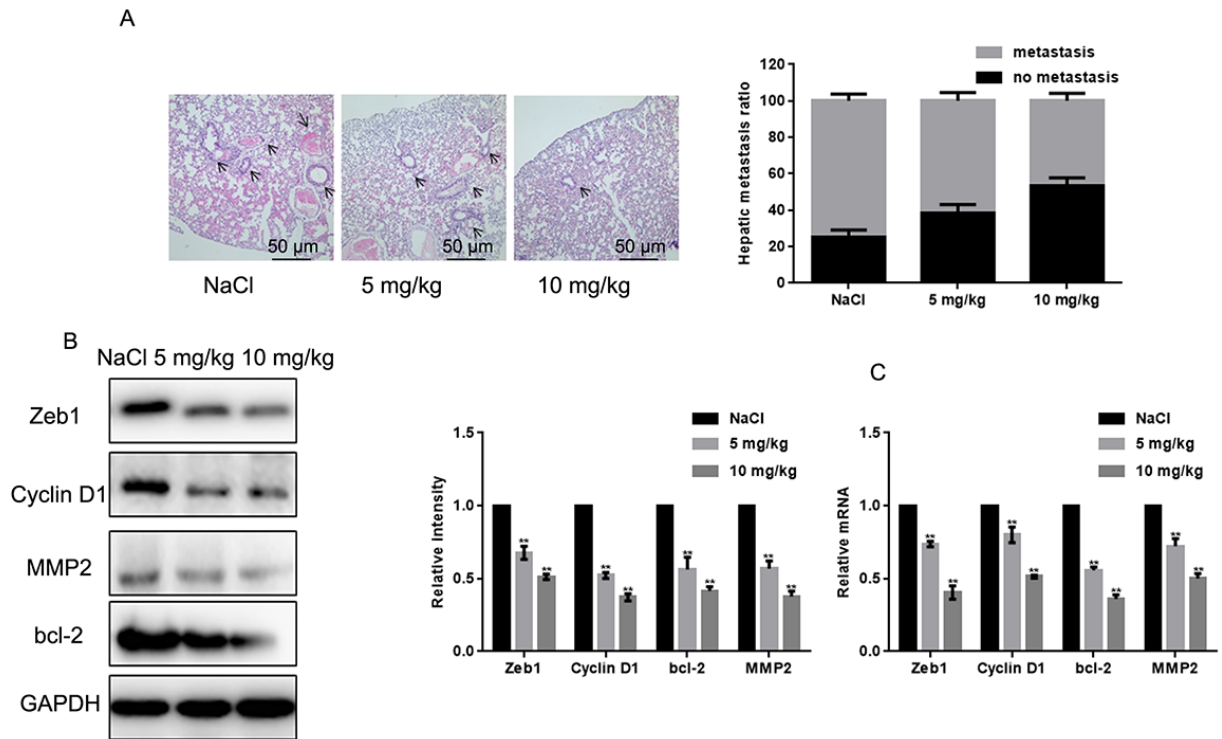 A
50 µm
50 µm
50 µm
NaCl
5 mg/kg
10 mg/kg
metastasis
no metastasis
Hepatic metastasis ratio
120
100
80
60
40
20
0
NaCl
5 mg/kg
10 mg/kg
B
NaCl 5 mg/kg 10 mg/kg
Zeb1
Cyclin D1
MMP2
bcl-2
GAPDH
NaCl
5 mg/kg
10 mg/kg
Relative Intensity
1.5
1.0
0.5
0.0
**
**
**
**
**
**
**
**
Zeb1
Cyclin D1
bcl-2
MMP2
C
NaCl
5 mg/kg
10 mg/kg
Relative mRNA
1.5
1.0
0.5
0.0
**
**
**
**
**
**
**
**
Zeb1
Cyclin D1
bcl-2
MMP2